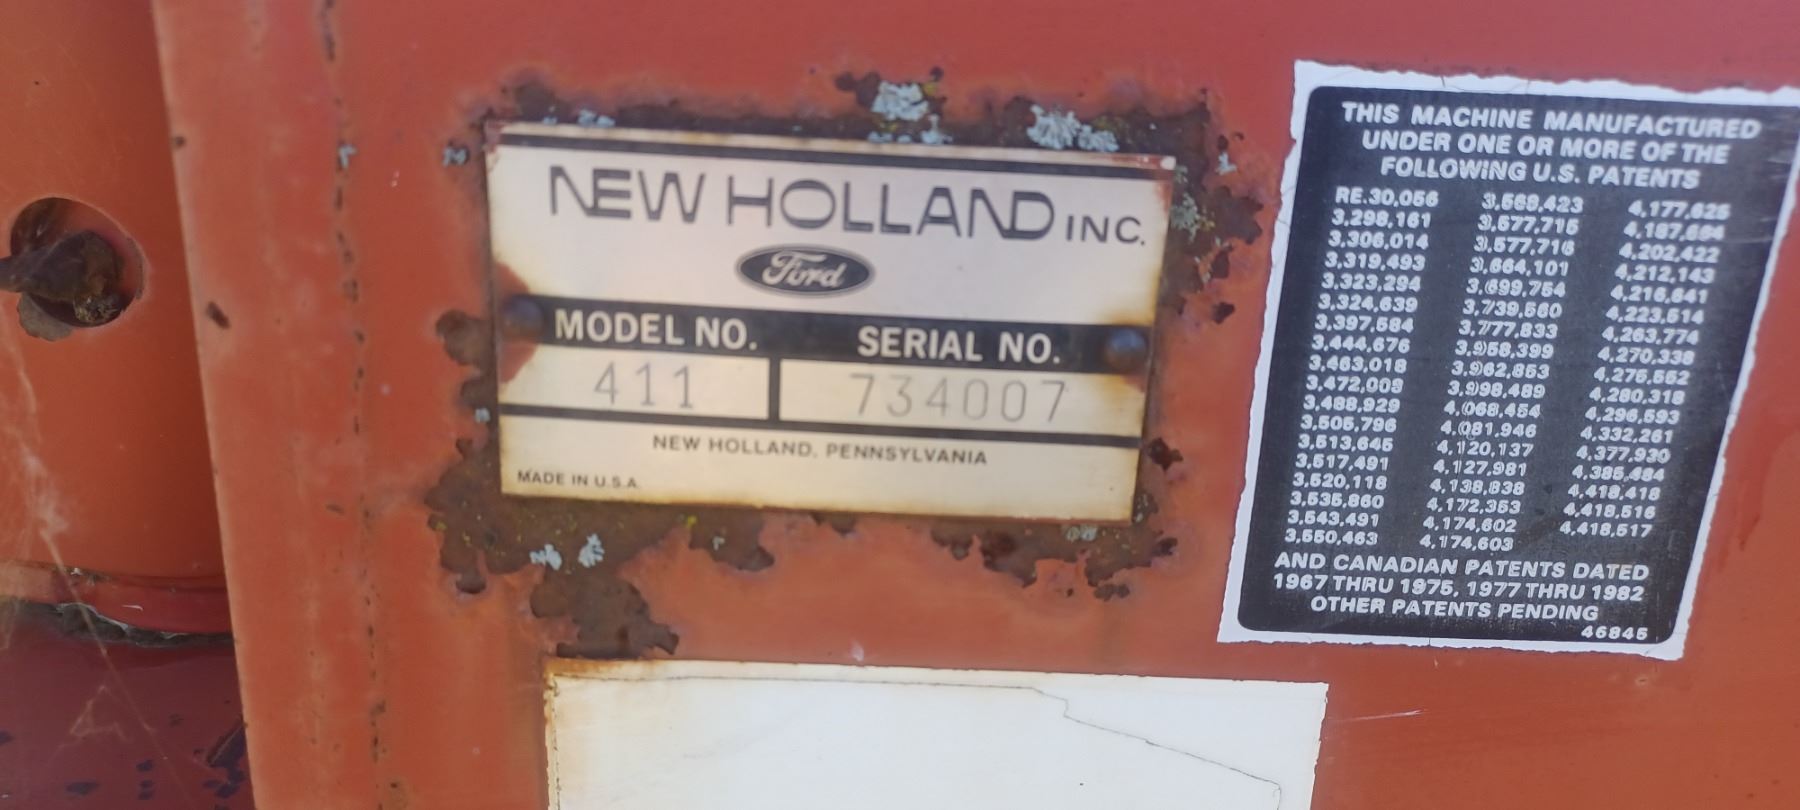 NEW HOLLAND INC.
Ford
MODEL NO. SERIAL NO.
411 734007
NEW HOLLAND, PENNSYLVANIA
MADE IN U.S.A.
THIS MACHINE MANUFACTURED
UNDER ONE OR MORE OF THE
FOLLOWING U.S. PATENTS
RE.30,056 3,569,423 4,177,625
3,298,161 3,577,715 4,187,664
3,306,014 3,577,716 4,202,422
3,319,493 3,664,101 4,212,143
3,323,294 3,699,754 4,216,641
3,324,639 3,739,560 4,223,514
3,397,584 3,777,833 4,263,774
3,444,676 3,958,399 4,270,338
3,463,018 3,962,853 4,275,552
3,472,009 3,998,489 4,280,318
3,488,929 4,068,454 4,296,593
3,505,796 4,081,946 4,332,261
3,513,645 4,120,137 4,377,930
3,517,491 4,127,981 4,385,484
3,520,118 4,138,838 4,418,418
3,535,860 4,172,353 4,418,516
3,543,491 4,174,602 4,418,517
3,550,463 4,174,603
AND CANADIAN PATENTS DATED
1967 THRU 1975, 1977 THRU 1982
OTHER PATENTS PENDING
46845